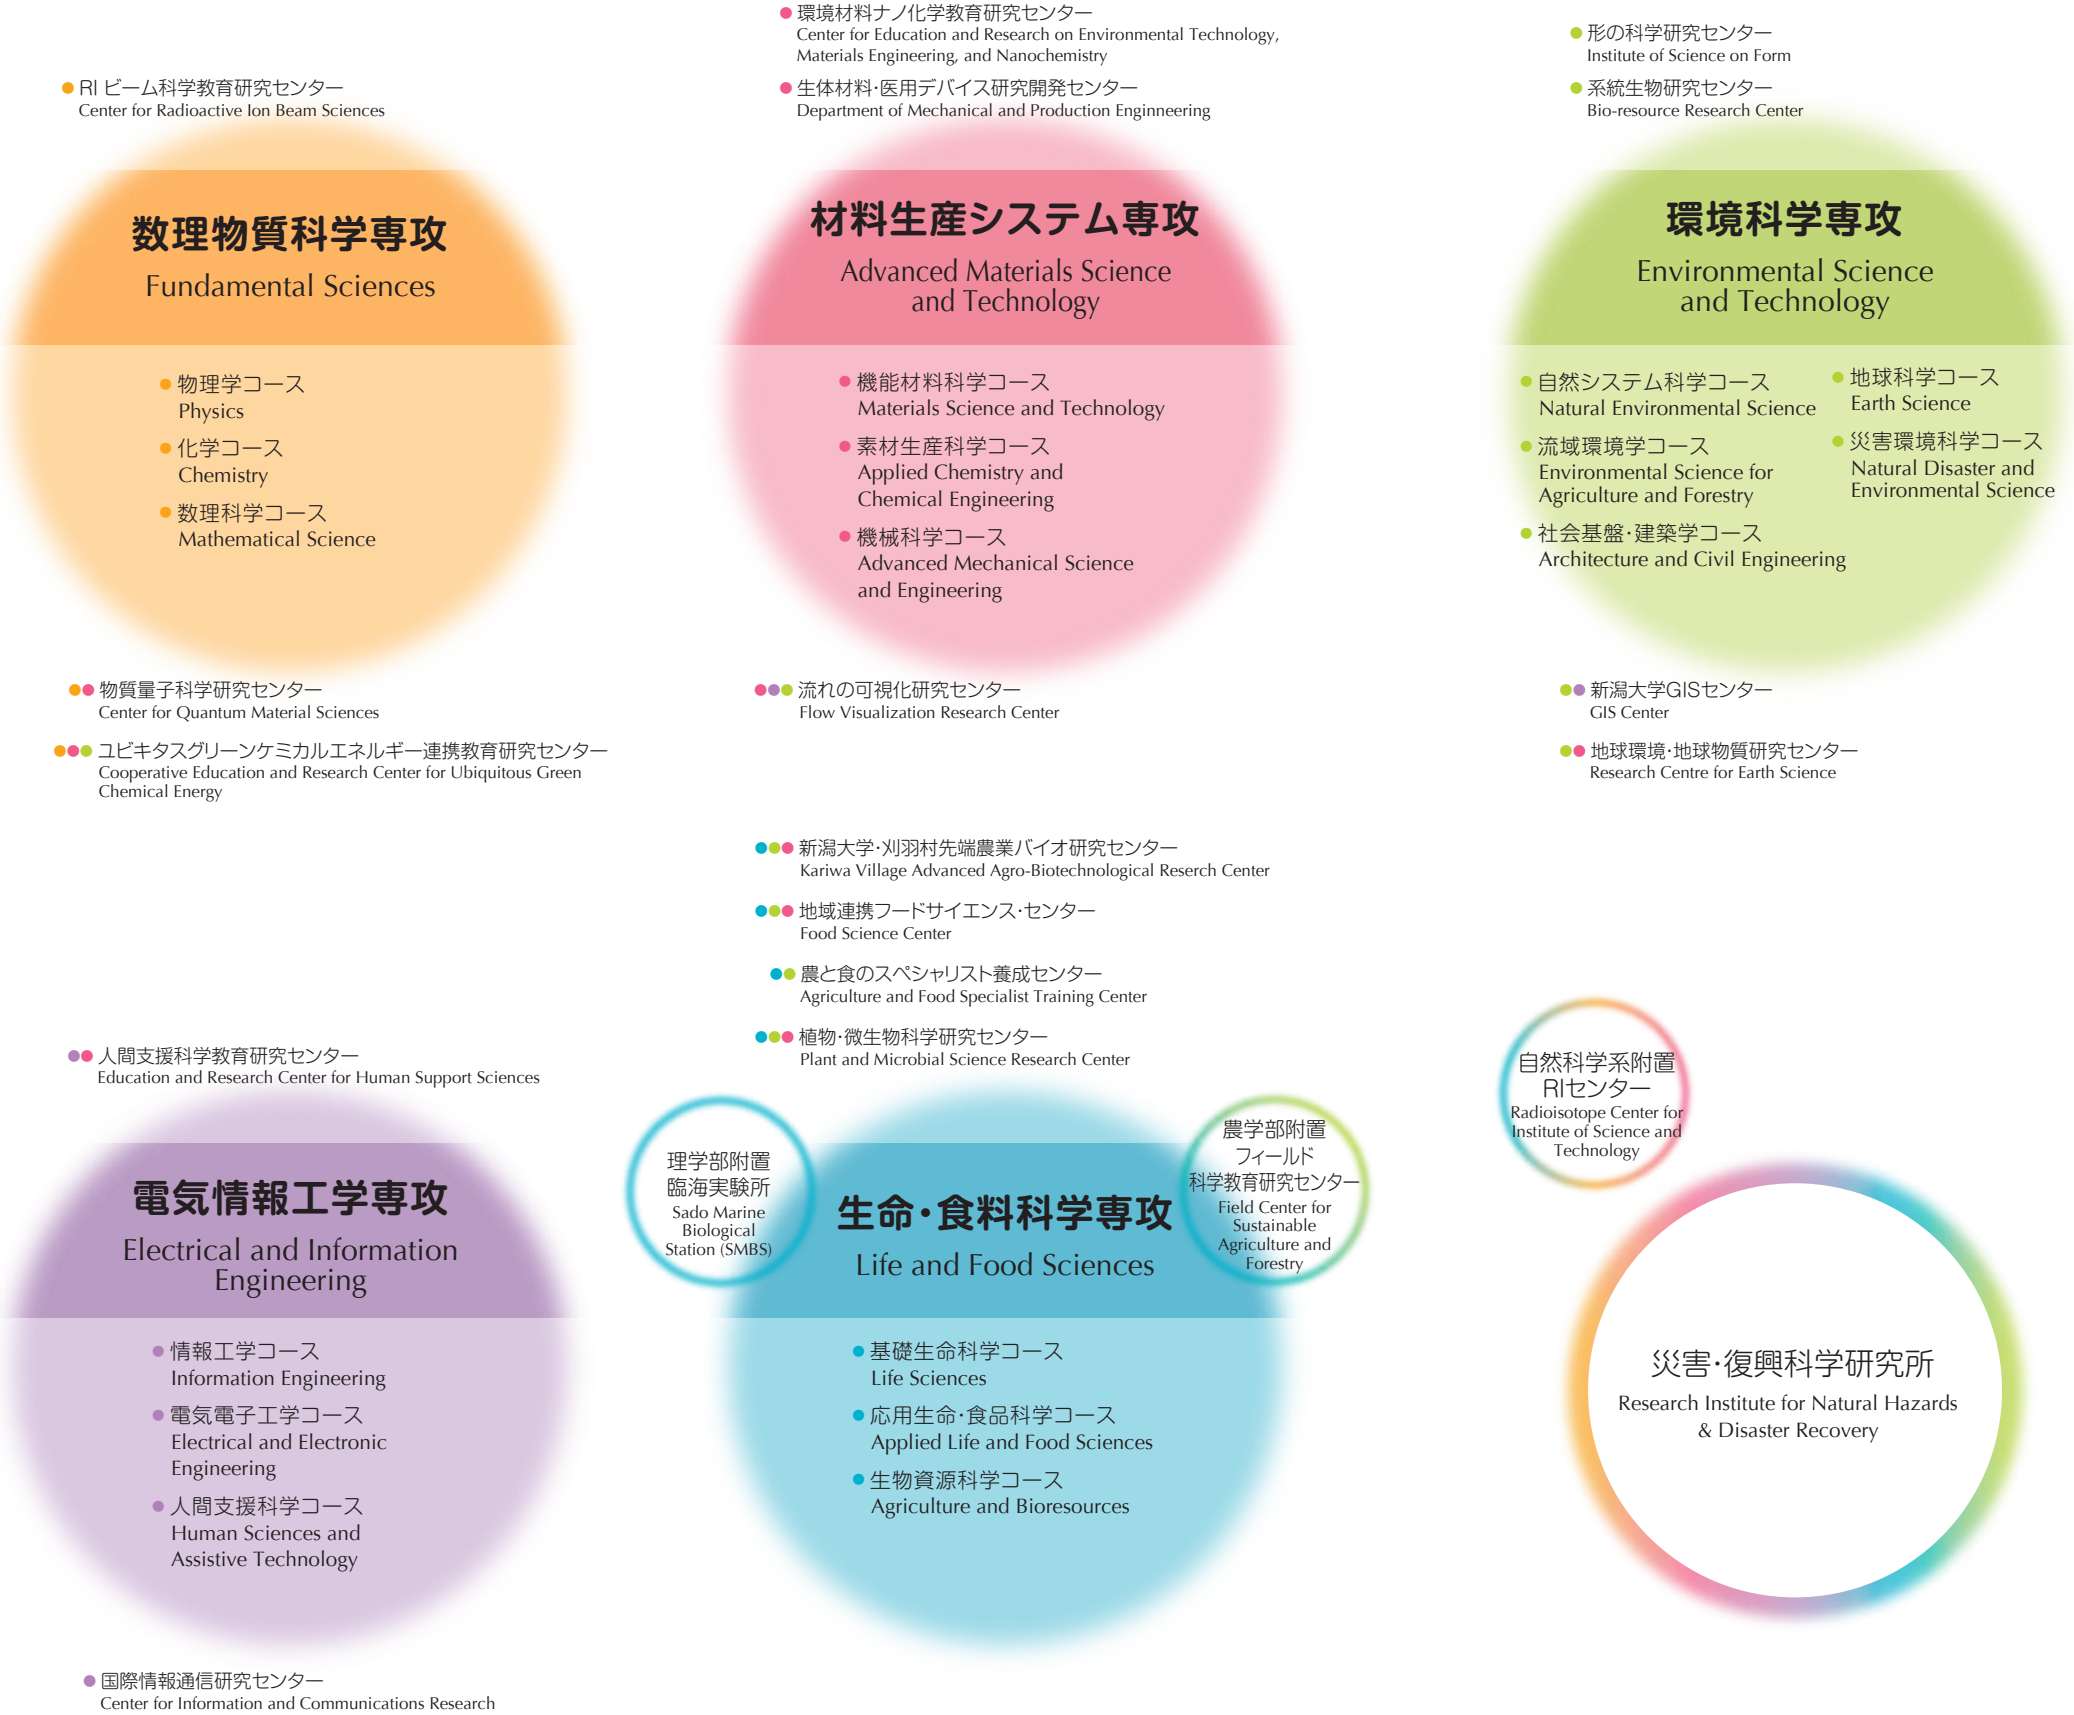 RI ビーム科学教育研究センター
Center for Radioactive Ion Beam Sciences
数理物質科学専攻
Fundamental Sciences
物理学コース
Physics
化学コース
Chemistry
数理科学コース
Mathematical Science
物質量子科学研究センター
Center for Quantum Material Sciences
ユビキタスグリーンケミカルエネルギー連携教育研究センター
Cooperative Education and Research Center for Ubiquitous Green
Chemical Energy
環境材料ナノ化学教育研究センター
Center for Education and Research on Environmental Technology,
Materials Engineering, and Nanochemistry
生体材料・医用デバイス研究開発センター
Department of Mechanical and Production Enginneering
材料生産システム専攻
Advanced Materials Science
and Technology
機能材料科学コース
Materials Science and Technology
素材生産科学コース
Applied Chemistry and
Chemical Engineering
機械科学コース
Advanced Mechanical Science
and Engineering
流れの可視化研究センター
Flow Visualization Research Center
形の科学研究センター
Institute of Science on Form
系統生物研究センター
Bio-resource Research Center
環境科学専攻
Environmental Science
and Technology
自然システム科学コース
Natural Environmental Science
流域環境学コース
Environmental Science for
Agriculture and Forestry
社会基盤・建築学コース
Architecture and Civil Engineering
地球科学コース
Earth Science
災害環境科学コース
Natural Disaster and
Environmental Science
新潟大学GISセンター
GIS Center
地球環境・地球物質研究センター
Research Centre for Earth Science
人間支援科学教育研究センター
Education and Research Center for Human Support Sciences
電気情報工学専攻
Electrical and Information
Engineering
情報工学コース
Information Engineering
電気電子工学コース
Electrical and Electronic
Engineering
人間支援科学コース
Human Sciences and
Assistive Technology
国際情報通信研究センター
Center for Information and Communications Research
新潟大学・刈羽村先端農業バイオ研究センター
Kariwa Village Advanced Agro-Biotechnological Reserch Center
地域連携フードサイエンス・センター
Food Science Center
農と食のスペシャリスト養成センター
Agriculture and Food Specialist Training Center
植物・微生物科学研究センター
Plant and Microbial Science Research Center
理学部附置
臨海実験所
Sado Marine
Biological
Station (SMBS)
生命・食料科学専攻
Life and Food Sciences
農学部附置
フィールド
科学教育研究センター
Field Center for
Sustainable
Agriculture and
Forestry
基礎生命科学コース
Life Sciences
応用生命・食品科学コース
Applied Life and Food Sciences
生物資源科学コース
Agriculture and Bioresources
自然科学系附置
RIセンター
Radioisotope Center for
Institute of Science and
Technology
災害・復興科学研究所
Research Institute for Natural Hazards
& Disaster Recovery